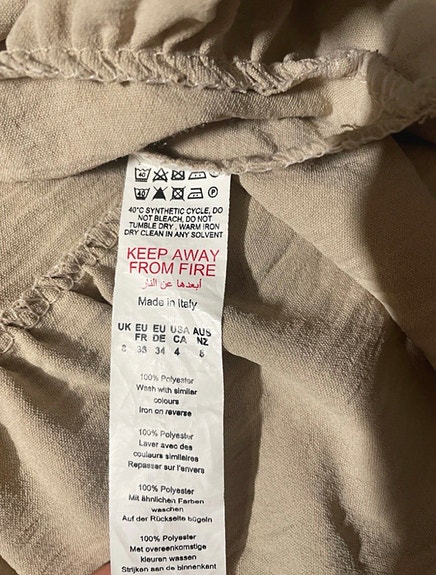 40°C SYNTHETIC CYCLE, DO
NOT BLEACH, DO NOT
TUMBLE DRY, WARM IRON
DRY CLEAN IN ANY SOLVENT
KEEP AWAY
FROM FIRE
أبعدها عن النار
Made in Italy
UK EU EU USA AUS
FR DE CA NZ
8 36 34 4 8
100% Polyester
Wash with similar
colours
Iron on reverse
100% Polyester
Laver avec des
couleurs similaires
Repasser sur l'envers
100% Polyester
Mit ähnlichen Farben
waschen
Auf der Rückseite bügeln
100% Polyester
Met overeenkomstige
kleuren wassen
Strijken aan de binnenkant